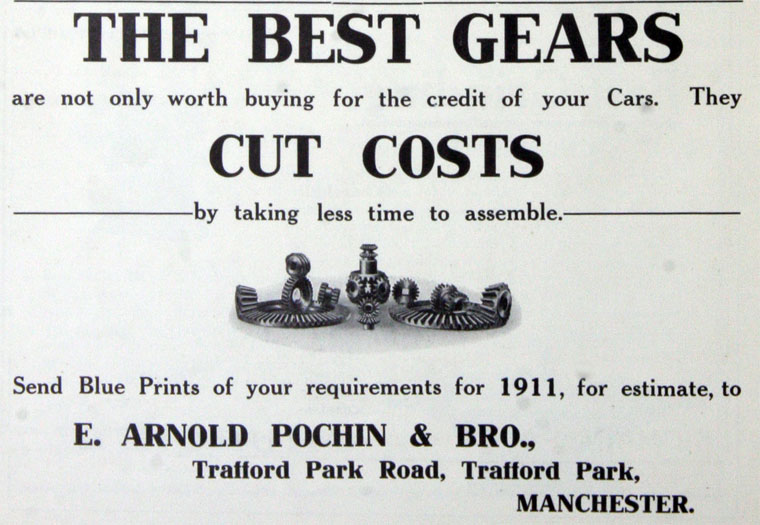 THE BEST GEARS
are not only worth buying for the credit of your Cars. They
CUT COSTS
by taking less time to assemble.
Send Blue Prints of your requirements for 1911, for estimate, to
E. ARNOLD POCHIN & BRO.,
Trafford Park Road, Trafford Park,
MANCHESTER.